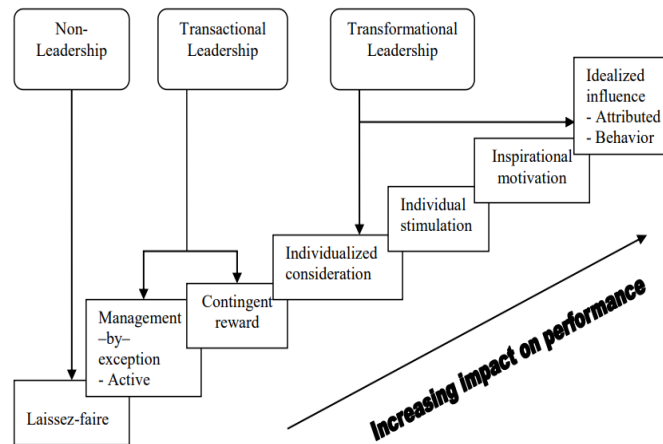 Non-
Leadership
Transactional
Leadership
Transformational
Leadership
Idealized
influence
- Attributed
- Behavior
Inspirational
motivation
Individual
stimulation
Individualized
consideration
Contingent
reward
Management
–by–
exception
- Active
Laissez-faire
Increasing impact on performance